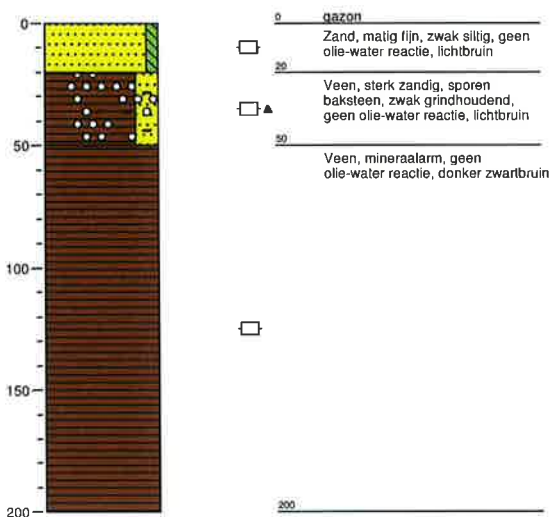 0
0 gazon
Zand, matig fijn, zwak siltig, geen
olie-water reactie, lichtbruin
20
Veen, sterk zandig, sporen
baksteen, zwak grindhoudend,
geen olie-water reactie, lichtbruin
50
50
Veen, mineraalarm, geen
olie-water reactie, donker zwartbruin
100
150
200
200